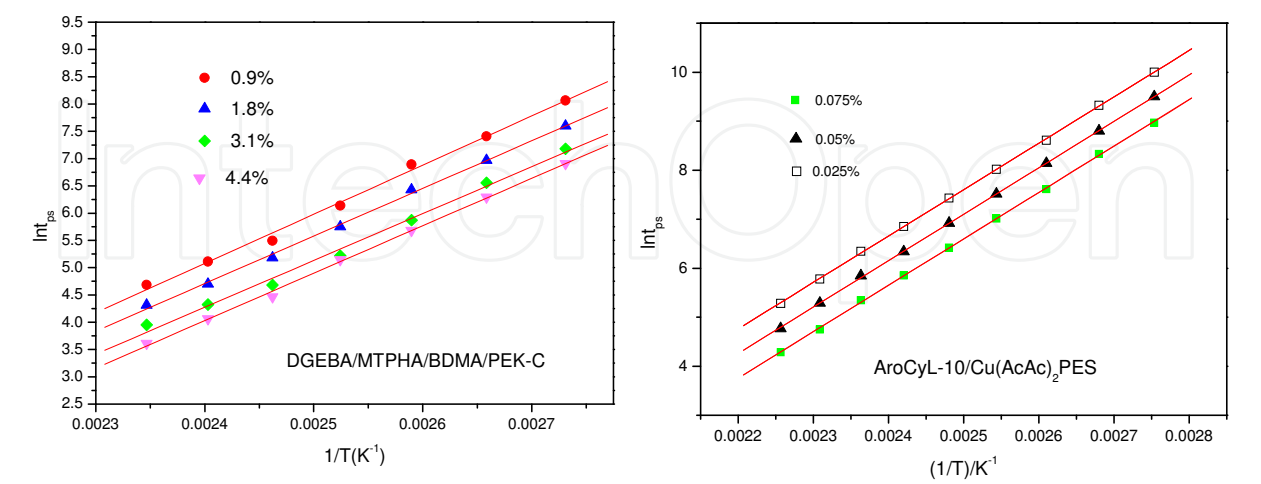 9.5
9.0
8.5
8.0
7.5
7.0
6.5
6.0
5.5
5.0
4.5
4.0
3.5
3.0
2.5
lnt_ps
0.9%
1.8%
3.1%
4.4%
DGEBA/MTPHA/BDMA/PEK-C
0.0023 0.0024 0.0025 0.0026 0.0027
1/T(K⁻¹)
10
8
6
4
lnt_ps
0.075%
0.05%
0.025%
AroCyL-10/Cu(AcAc)₂PES
0.0022 0.0023 0.0024 0.0025 0.0026 0.0027 0.0028
(1/T)/K⁻¹
IntechOpen